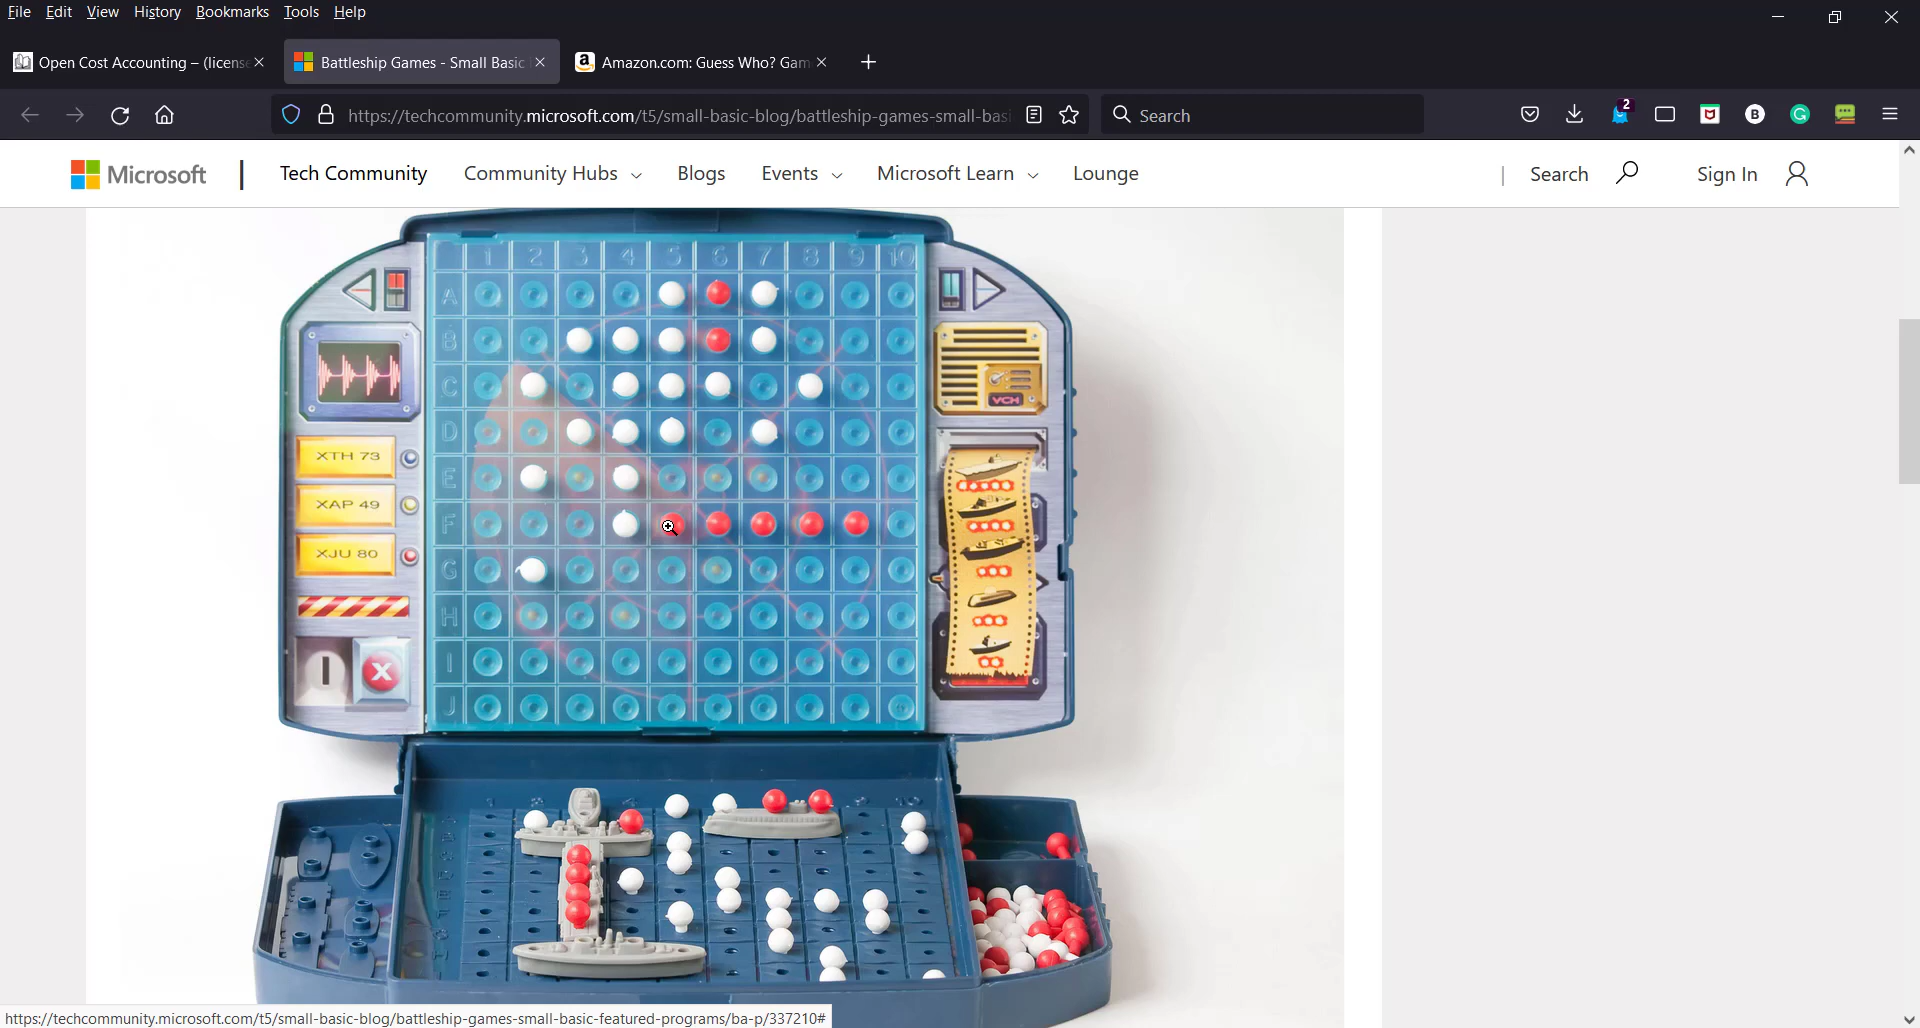 File Edit View History Bookmarks Tools Help
Open Cost Accounting – (license
Battleship Games - Small Basic
Amazon.com: Guess Who? Gam
https://techcommunity.microsoft.com/t5/small-basic-blog/battleship-games-small-basi
Search
2
B
G
Microsoft
Tech Community
Community Hubs
Blogs
Events
Microsoft Learn
Lounge
Search
Sign In
1 2 3 4 5 6 7 8 9 10
A
B
C
D
E
F
G
H
I
J
XTH 73
XAP 49
XJU 80
I X
VCH
https://techcommunity.microsoft.com/t5/small-basic-blog/battleship-games-small-basic-featured-programs/ba-p/337210#